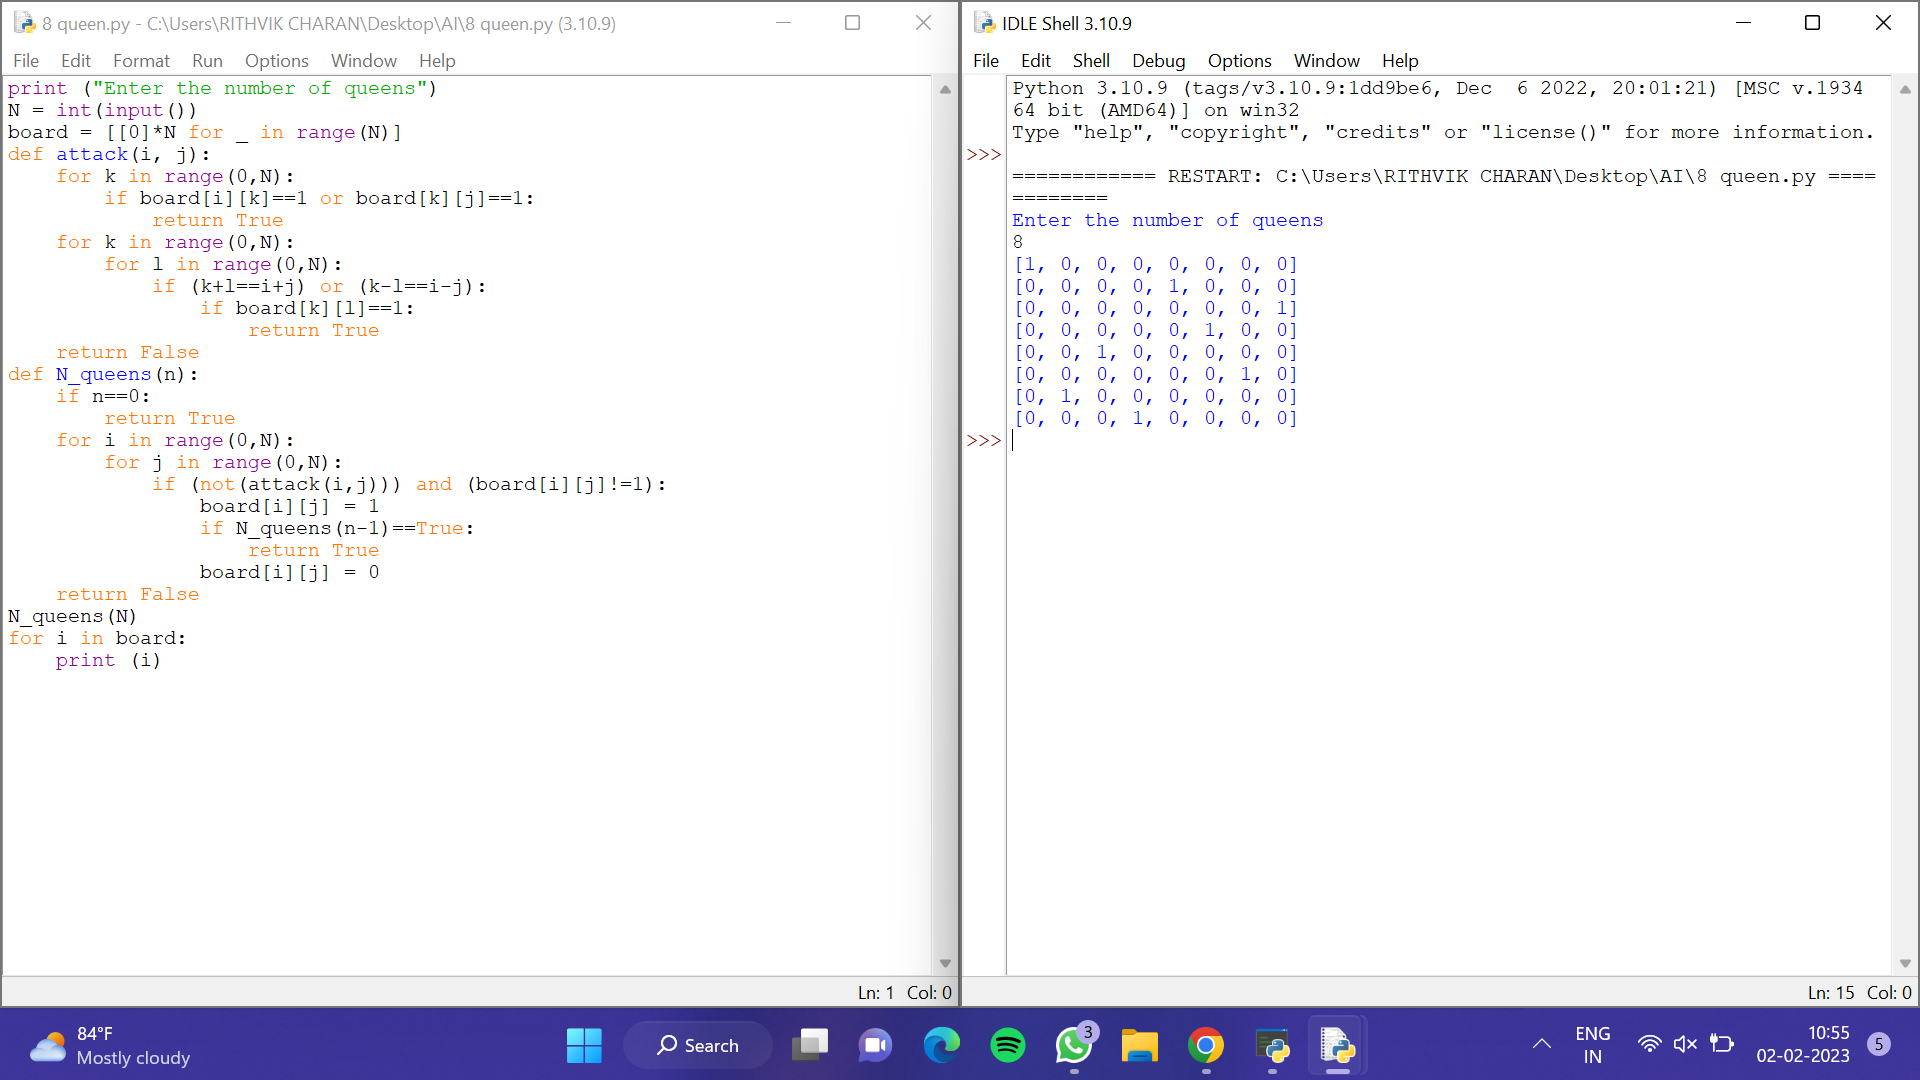 8 queen.py - C:\Users\RITHVIK CHARAN\Desktop\AI\8 queen.py (3.10.9)
File Edit Format Run Options Window Help
print ("Enter the number of queens")
N = int(input())
board = [[0]*N for _ in range(N)]
def attack(i, j):
    for k in range(0,N):
        if board[i][k]==1 or board[k][j]==1:
            return True
    for k in range(0,N):
        for l in range(0,N):
            if (k+l==i+j) or (k-l==i-j):
                if board[k][l]==1:
                    return True
    return False
def N_queens(n):
    if n==0:
        return True
    for i in range(0,N):
        for j in range(0,N):
            if (not(attack(i,j))) and (board[i][j]!=1):
                board[i][j] = 1
                if N_queens(n-1)==True:
                    return True
                board[i][j] = 0
    return False
N_queens(N)
for i in board:
    print (i)
Ln: 1 Col: 0
IDLE Shell 3.10.9
File Edit Shell Debug Options Window Help
Python 3.10.9 (tags/v3.10.9:1dd9be6, Dec  6 2022, 20:01:21) [MSC v.1934
64 bit (AMD64)] on win32
Type "help", "copyright", "credits" or "license()" for more information.
>>>
============ RESTART: C:\Users\RITHVIK CHARAN\Desktop\AI\8 queen.py ====
========
Enter the number of queens
8
[1, 0, 0, 0, 0, 0, 0, 0]
[0, 0, 0, 0, 1, 0, 0, 0]
[0, 0, 0, 0, 0, 0, 0, 1]
[0, 0, 0, 0, 0, 1, 0, 0]
[0, 0, 1, 0, 0, 0, 0, 0]
[0, 0, 0, 0, 0, 0, 1, 0]
[0, 1, 0, 0, 0, 0, 0, 0]
[0, 0, 0, 1, 0, 0, 0, 0]
>>>
Ln: 15 Col: 0
84°F
Mostly cloudy
Search
3
ENG
IN
10:55
02-02-2023
5